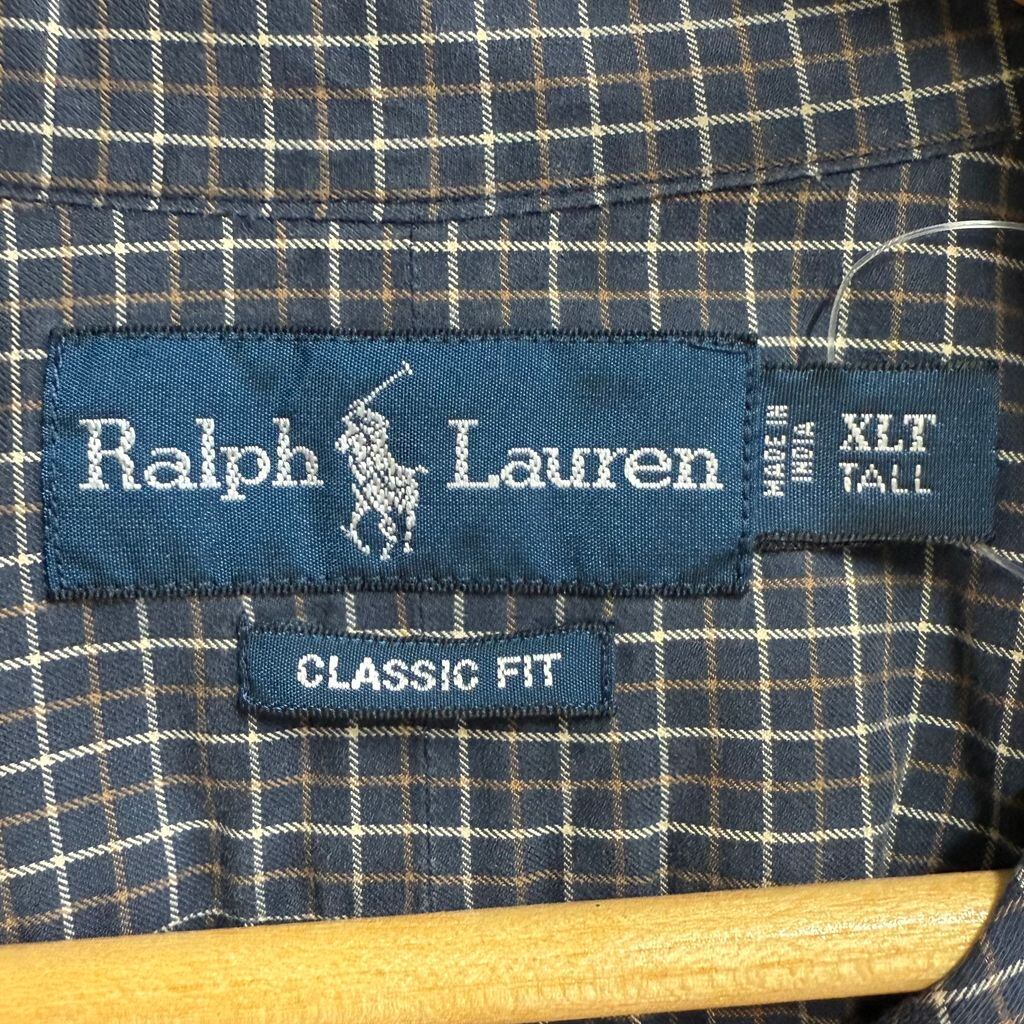 Ralph Lauren
MADE IN
INDIA
XLT
TALL
CLASSIC FIT